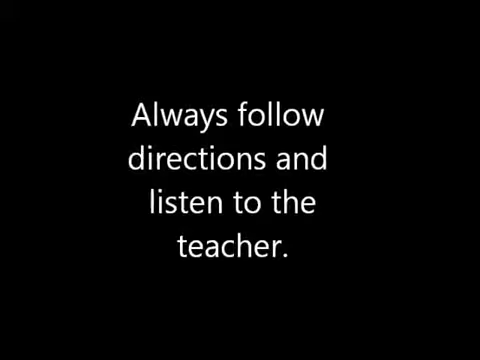 Always follow
directions and
listen to the
teacher.